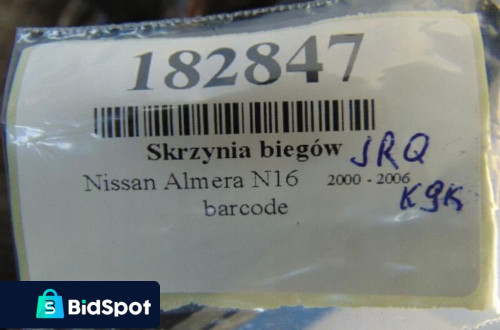 182847
Skrzynia biegów JRQ
Nissan Almera N16 2000 - 2006
K9K
barcode
BidSpot